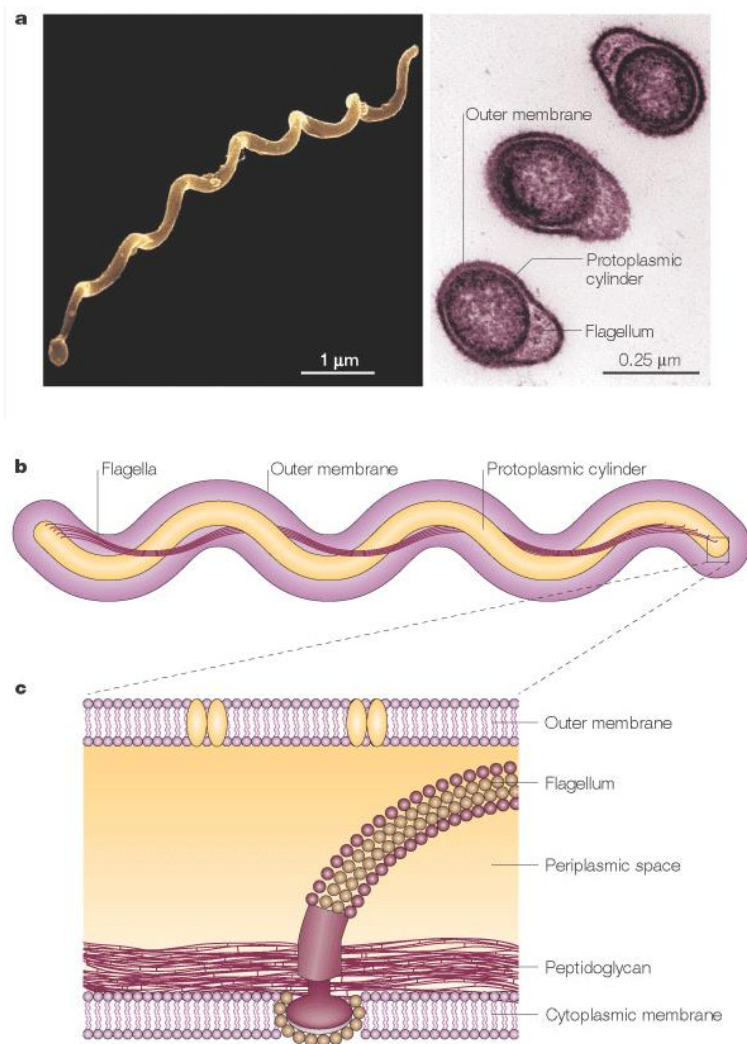 a
Outer membrane
Protoplasmic
cylinder
Flagellum
1 μm
0.25 μm
b
Flagella
Outer membrane
Protoplasmic cylinder
c
Outer membrane
Flagellum
Periplasmic space
Peptidoglycan
Cytoplasmic membrane